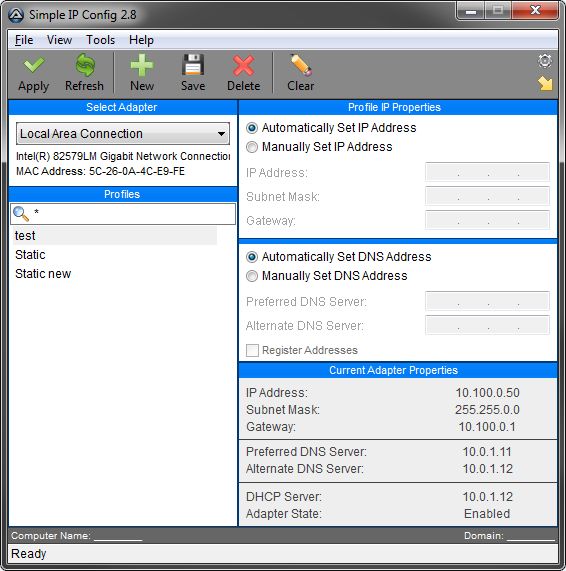 Simple IP Config 2.8
File View Tools Help
Apply Refresh New Save Delete Clear
Select Adapter
Local Area Connection
Intel(R) 82579LM Gigabit Network Connection
MAC Address: 5C-26-0A-4C-E9-FE
Profiles
*
test
Static
Static new
Profile IP Properties
Automatically Set IP Address
Manually Set IP Address
IP Address: . . .
Subnet Mask: . . .
Gateway: . . .
Automatically Set DNS Address
Manually Set DNS Address
Preferred DNS Server: . . .
Alternate DNS Server: . . .
Register Addresses
Current Adapter Properties
IP Address: 10.100.0.50
Subnet Mask: 255.255.0.0
Gateway: 10.100.0.1
Preferred DNS Server: 10.0.1.11
Alternate DNS Server: 10.0.1.12
DHCP Server: 10.0.1.12
Adapter State: Enabled
Computer Name: ________ Domain: ________
Ready